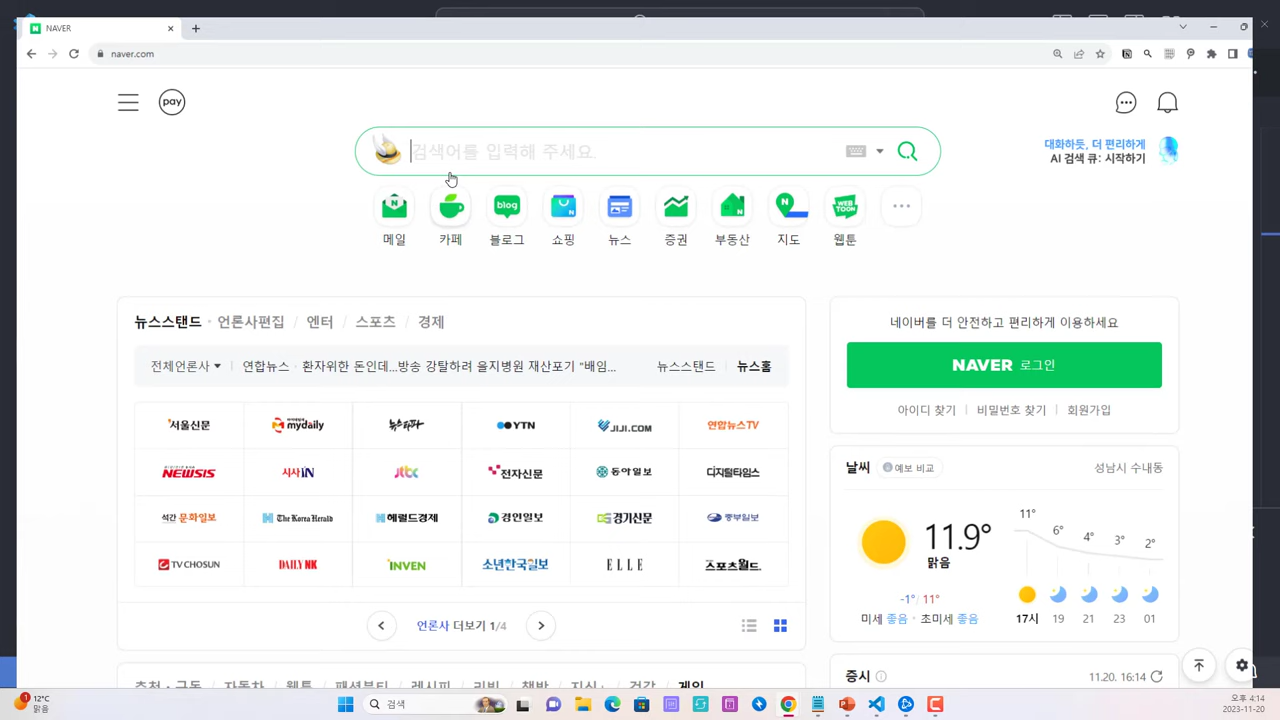 NAVER
naver.com
pay
검색어를 입력해 주세요.
대화하듯, 더 편리하게
AI 검색 큐: 시작하기
N
blog
N
N
N
WEB TOON
메일
카페
블로그
쇼핑
뉴스
증권
부동산
지도
웹툰
뉴스스탠드 · 언론사편집 / 엔터 / 스포츠 / 경제
전체언론사
연합뉴스 · 환자위한 돈인데...방송 강탈하려 을지병원 재산포기 "배임...
뉴스스탠드
뉴스홈
서울신문
mydaily
뉴스타파
YTN
JIJI.COM
연합뉴스TV
NEWSIS
시사IN
jtbc
전자신문
동아일보
디지털타임스
석간 문화일보
The Korea Herald
헤럴드경제
경인일보
경기신문
중부일보
TV CHOSUN
DAILY NK
INVEN
소년한국일보
ELLE
스포츠월드
언론사 더보기 1/4
네이버를 더 안전하고 편리하게 이용하세요
NAVER 로그인
아이디 찾기
비밀번호 찾기
회원가입
날씨
예보 비교
성남시 수내동
11.9°
맑음
-1°/ 11°
미세 좋음 · 초미세 좋음
11°
6°
4°
3°
2°
17시
19
21
23
01
증시
11.20. 16:14
추천·구독
자동차
웹툰
패션뷰티
레시피
리빙
책방
지식+
건강
게임
1
12°C
맑음
검색
오후 4:14
2023-11-20